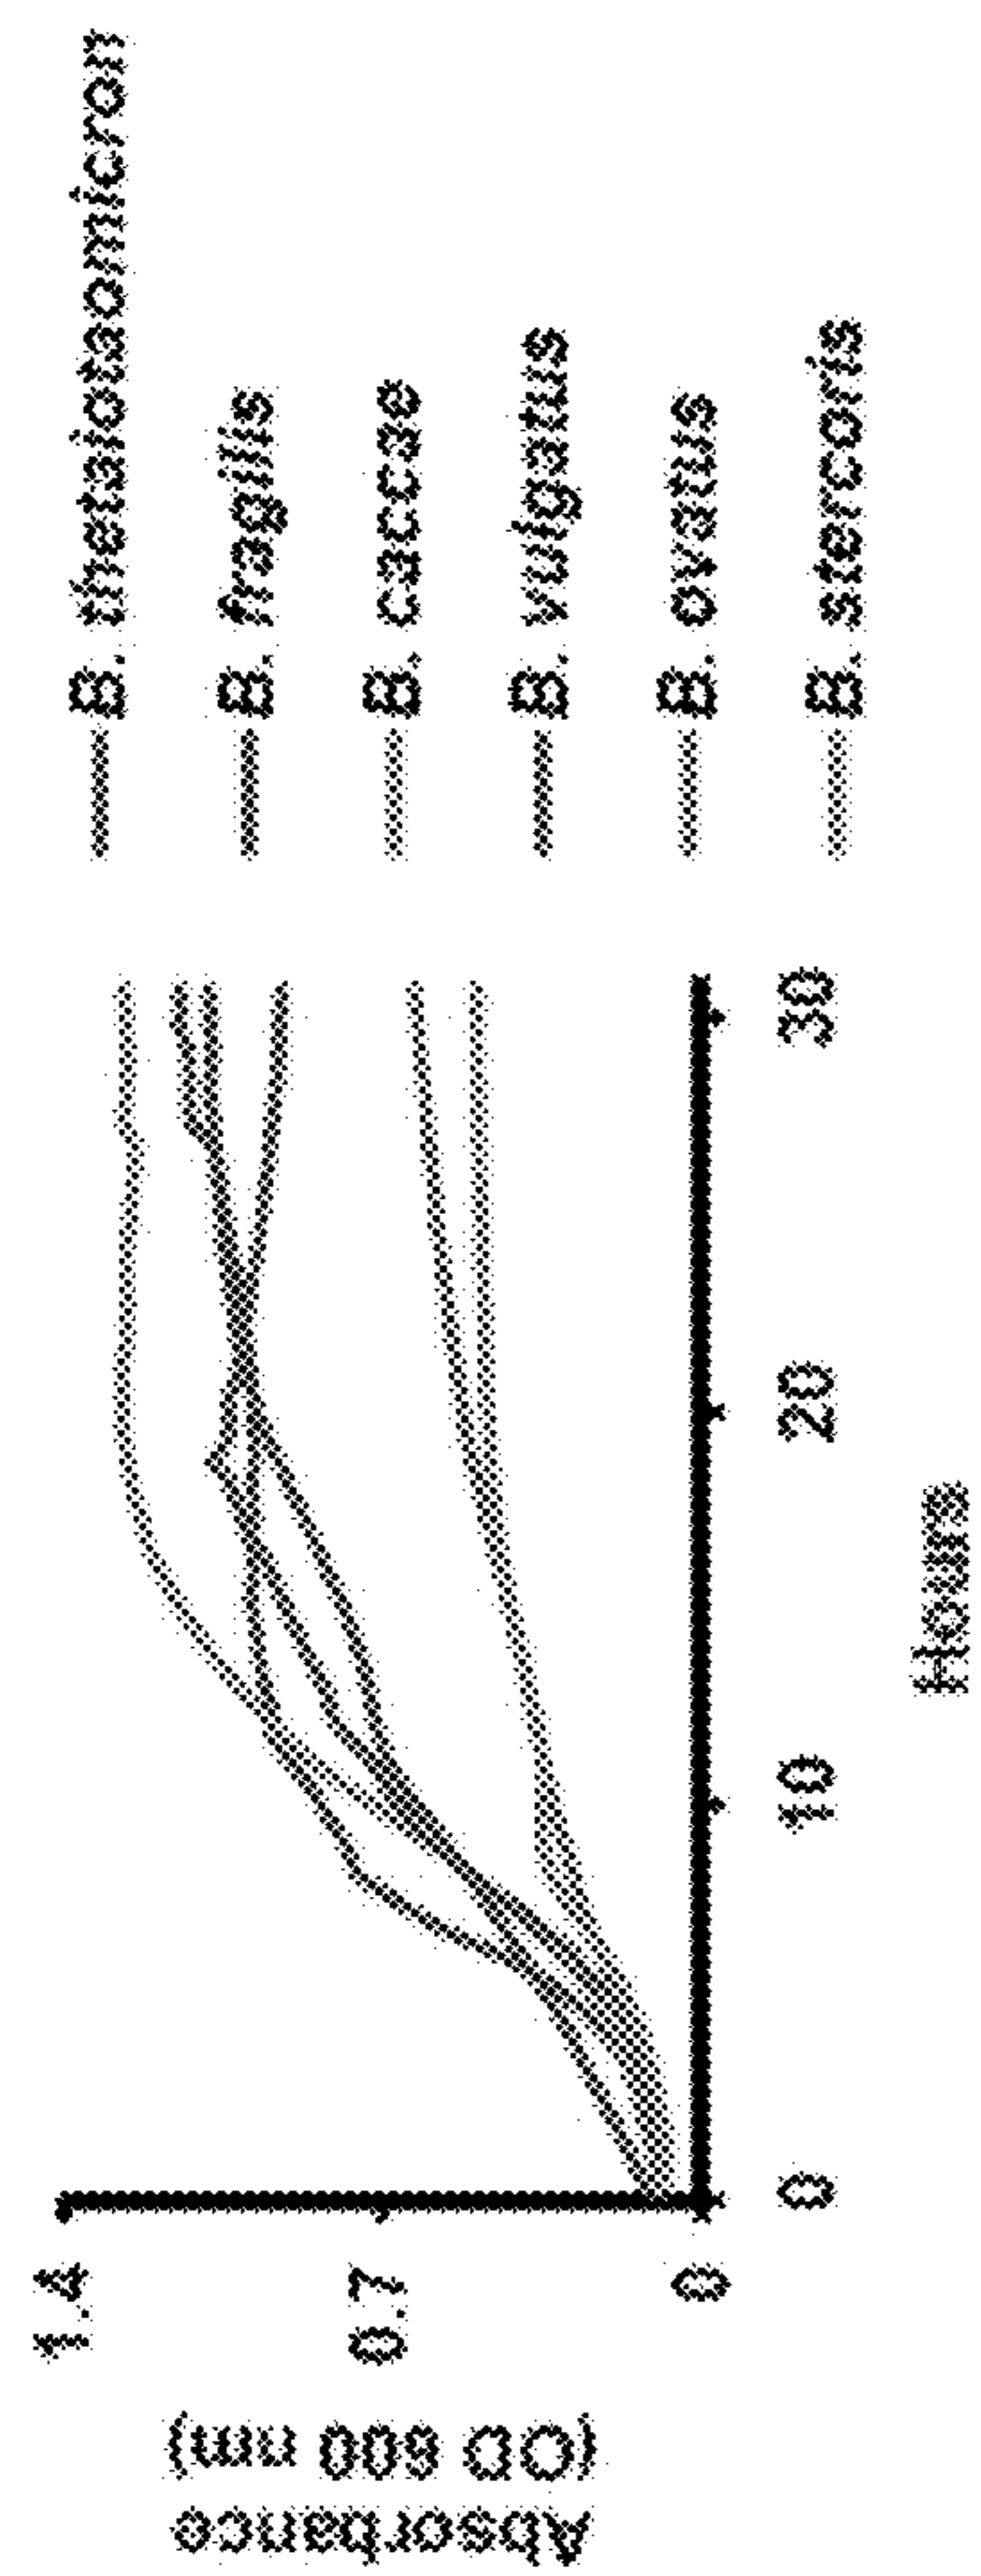 Absorbance
(OD 600 nm)
1.4
0.7
0
0
10
20
30
Hours
B. thetaiotaomicron
B. fragilis
B. caccae
B. vulgatus
B. ovatus
B. stercoris